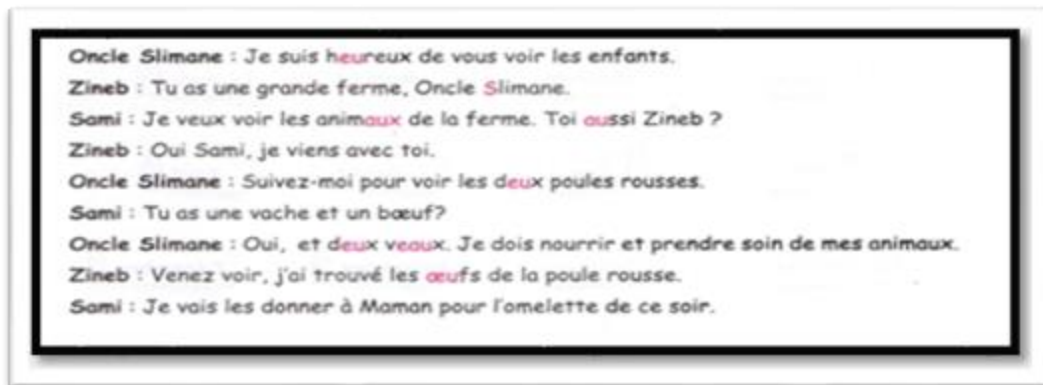 Oncle Slimane : Je suis heureux de vous voir les enfants.
Zineb : Tu as une grande ferme, Oncle Slimane.
Sami : Je veux voir les animaux de la ferme. Toi aussi Zineb ?
Zineb : Oui Sami, je viens avec toi.
Oncle Slimane : Suivez-moi pour voir les deux poules rousses.
Sami : Tu as une vache et un bœuf?
Oncle Slimane : Oui, et deux veaux. Je dois nourrir et prendre soin de mes animaux.
Zineb : Venez voir, j'ai trouvé les œufs de la poule rousse.
Sami : Je vais les donner à Maman pour l'omelette de ce soir.